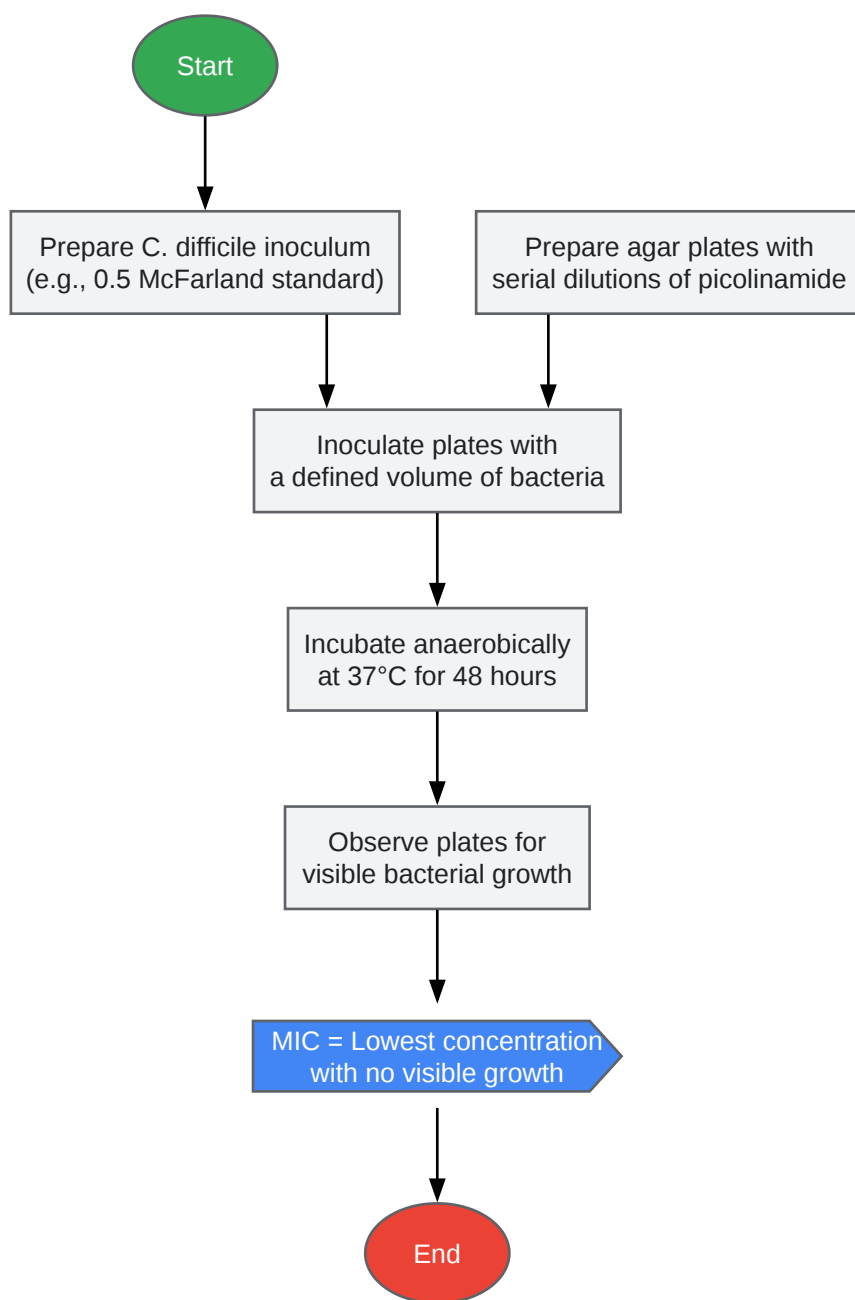 Start
Prepare C. difficile inoculum
(e.g., 0.5 McFarland standard)
Prepare agar plates with
serial dilutions of picolinamide
Inoculate plates with
a defined volume of bacteria
Incubate anaerobically
at 37°C for 48 hours
Observe plates for
visible bacterial growth
MIC = Lowest concentration
with no visible growth
End